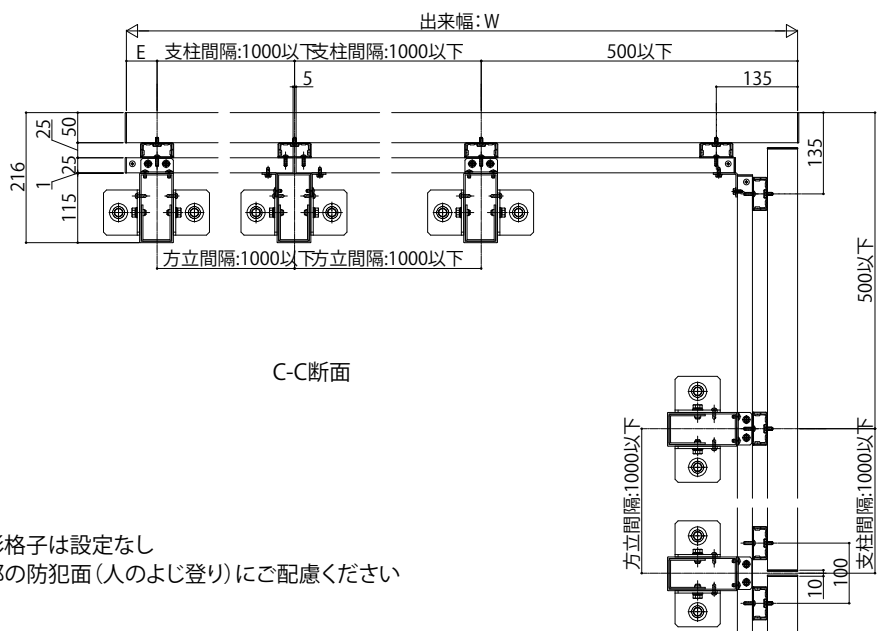 出来幅：W
E
支柱間隔:1000以下
支柱間隔:1000以下
500以下
5
135
216
25
50
1
25
115
135
方立間隔:1000以下
方立間隔:1000以下
500以下
C-C断面
方立間隔:1000以下
支柱間隔:1000以下
10
100
格子は設定なし
の防犯面（人のよじ登り）にご配慮ください